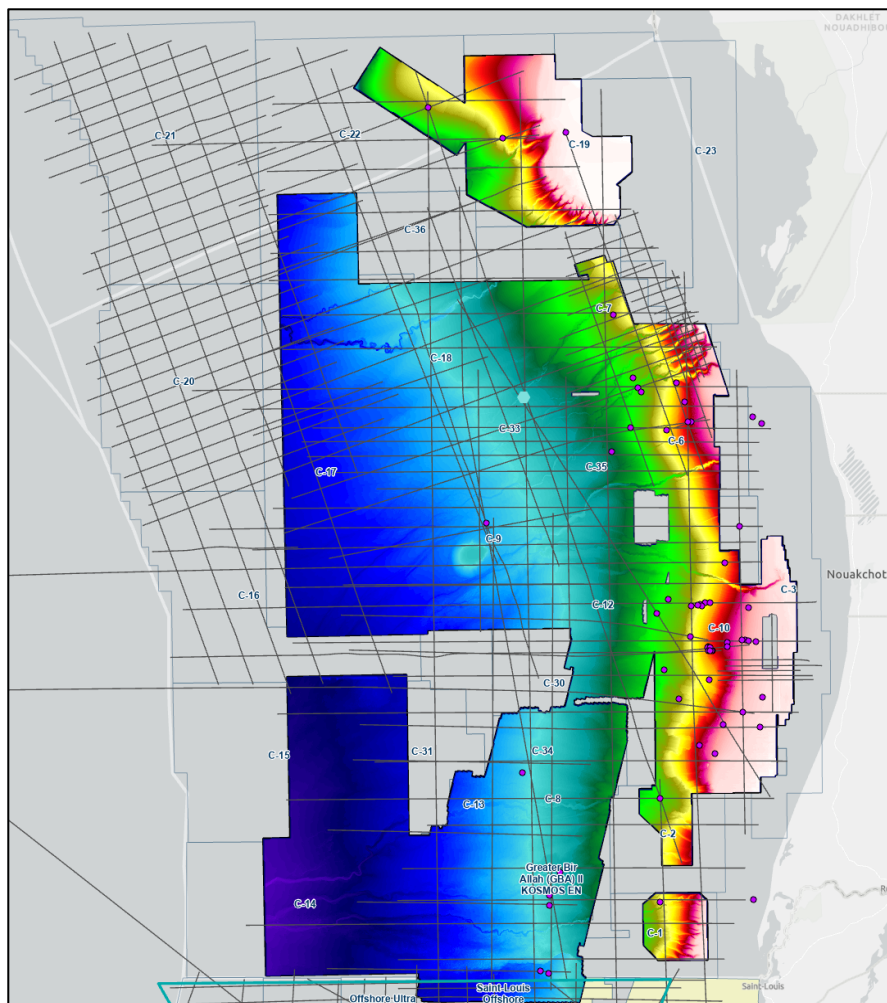 DAKHLET
NOUADHIBOU
C-21
C-22
C-19
C-23
C-36
C-7
C-18
C-20
C-33
C-6
C-35
C-17
C-9
Nouakchot
C-3
C-16
C-12
C-10
C-30
C-15
C-31
C-34
C-13
C-8
C-2
Greater Bir
Allah (GBA) II
KOSMOS EN
C-14
C-1
Saint-Louis
Offshore
Saint-Louis
Offshore-Ultra